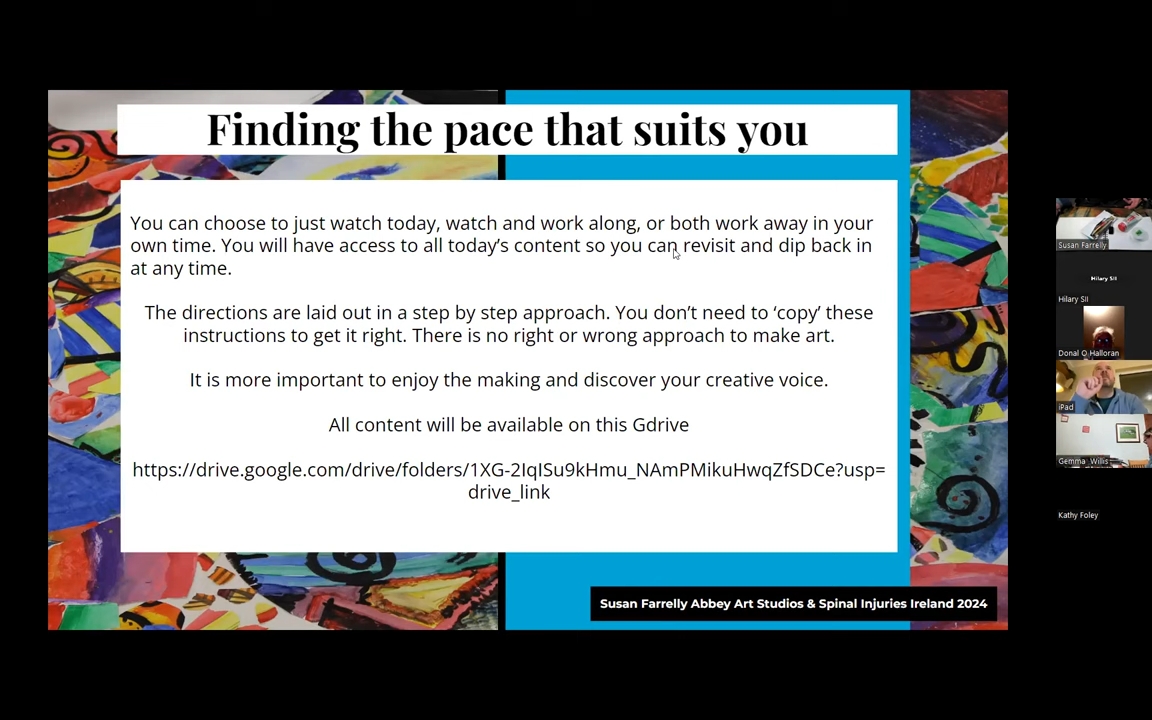 Finding the pace that suits you
You can choose to just watch today, watch and work along, or both work away in your
own time. You will have access to all today's content so you can revisit and dip back in
at any time.
The directions are laid out in a step by step approach. You don't need to ‘copy’ these
instructions to get it right. There is no right or wrong approach to make art.
It is more important to enjoy the making and discover your creative voice.
All content will be available on this Gdrive
https://drive.google.com/drive/folders/1XG-2IqISu9kHmu_NAmPMikuHwqZfSDCe?usp=
drive_link
Susan Farrelly Abbey Art Studios & Spinal Injuries Ireland 2024
Susan Farrelly
Hilary SII
Hilary SII
Donal O Halloran
iPad
Gemma Willis
Kathy Foley